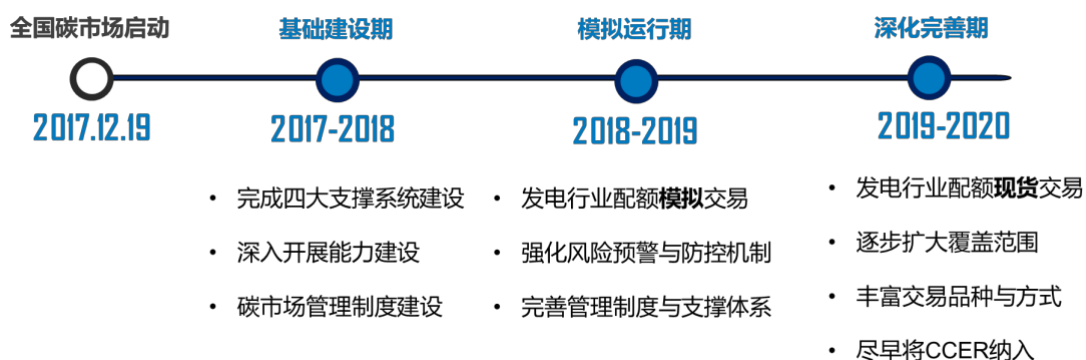 全国碳市场启动
基础建设期
模拟运行期
深化完善期
2017.12.19
2017-2018
2018-2019
2019-2020
• 完成四大支撑系统建设
• 深入开展能力建设
• 碳市场管理制度建设
• 发电行业配额模拟交易
• 强化风险预警与防控机制
• 完善管理制度与支撑体系
• 发电行业配额现货交易
• 逐步扩大覆盖范围
• 丰富交易品种与方式
• 尽早将CCER纳入